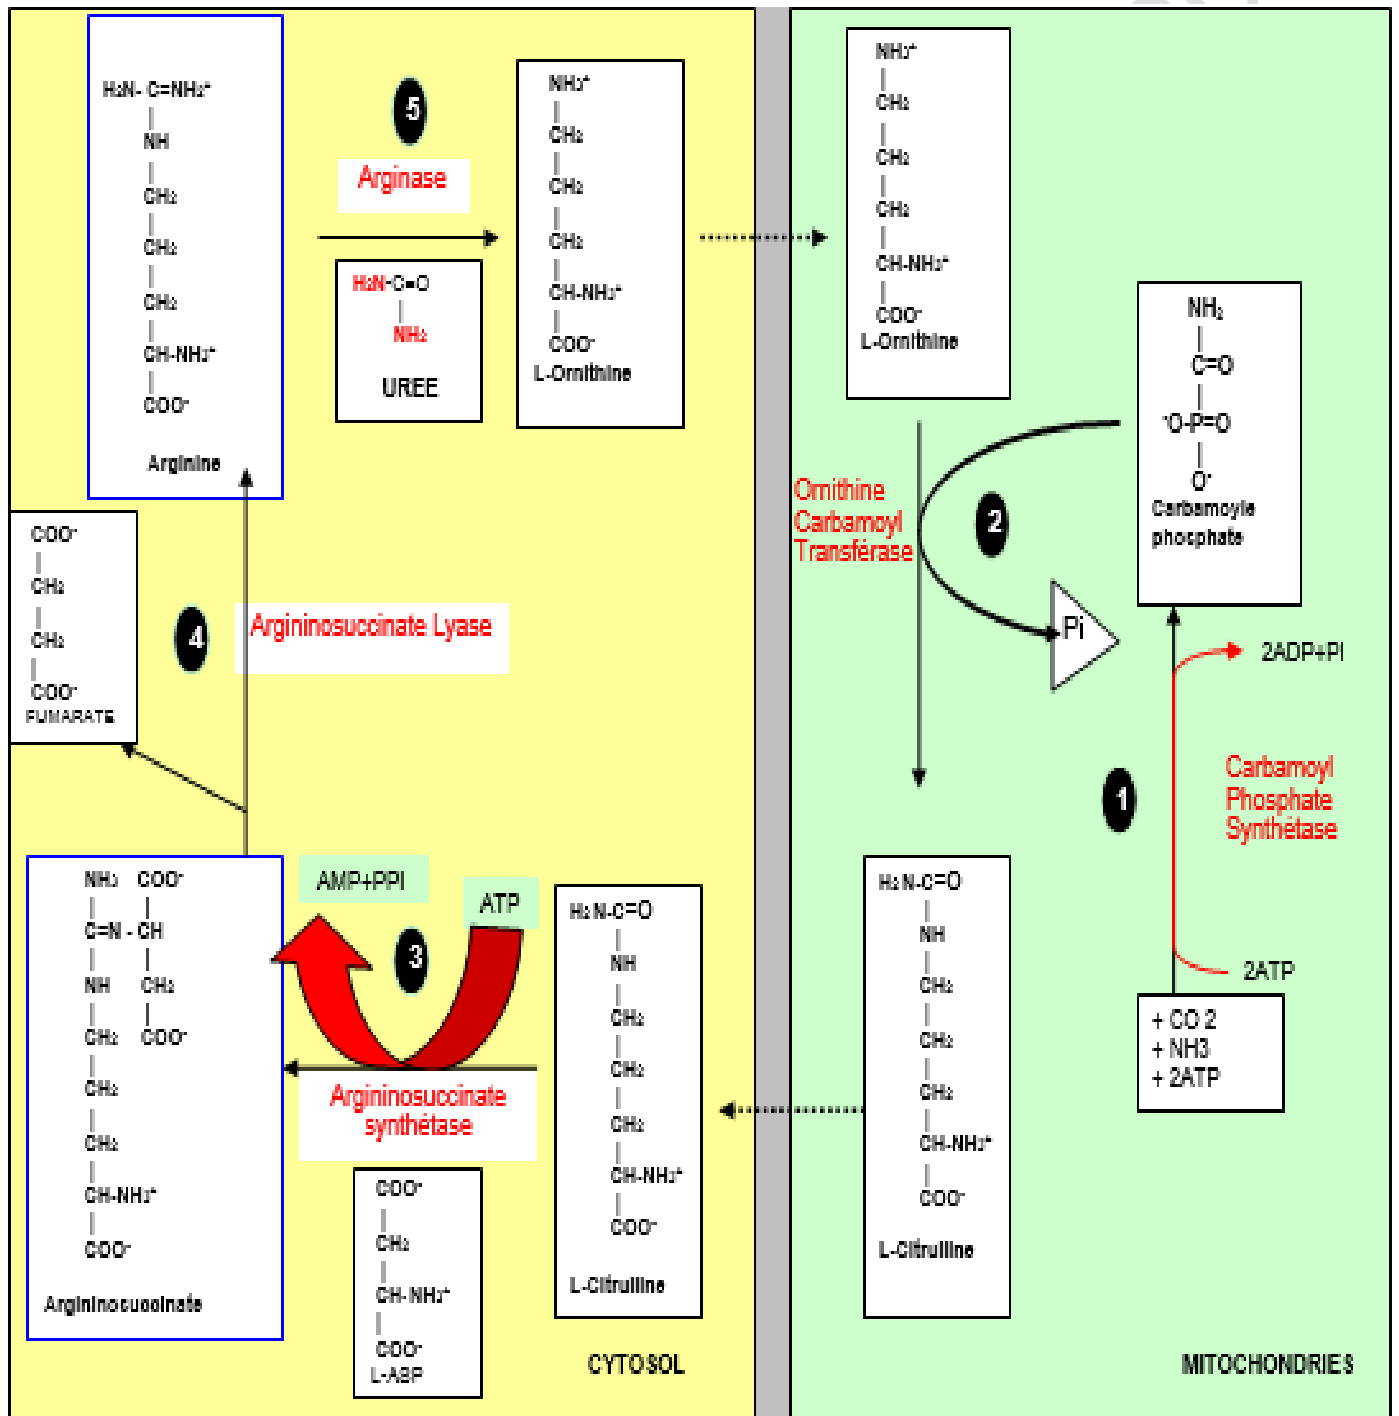 H2N- C=NH2+
NH
CH2
CH2
CH2
CH-NH3+
COO-
Arginine
5
Arginase
H2N-C=O
NH2
UREE
NH3+
CH2
CH2
CH2
CH-NH3+
COO-
L-Ornithine
NH3+
CH2
CH2
CH2
CH-NH3+
COO-
L-Ornithine
NH2
C=O
-O-P=O
O-
Carbamoyle
phosphate
Ornithine
Carbamoyl
Transférase
2
Pi
2ADP+PI
1
Carbamoyl
Phosphate
Synthétase
2ATP
+ CO 2
+ NH3
+ 2ATP
COO-
CH2
CH2
COO-
FUMARATE
4
Argininosuccinate Lyase
NH3 COO-
C=N - CH
NH CH2
CH2 COO-
CH2
CH2
CH-NH3+
COO-
Argininosuccinate
AMP+PPI
ATP
3
Argininosuccinate
synthétase
COO-
CH2
CH-NH3+
COO-
L-ASP
H2N-C=O
NH
CH2
CH2
CH2
CH-NH3+
COO-
L-Citrulline
H2N-C=O
NH
CH2
CH2
CH2
CH-NH3+
COO-
L-Citrulline
CYTOSOL
MITOCHONDRIES